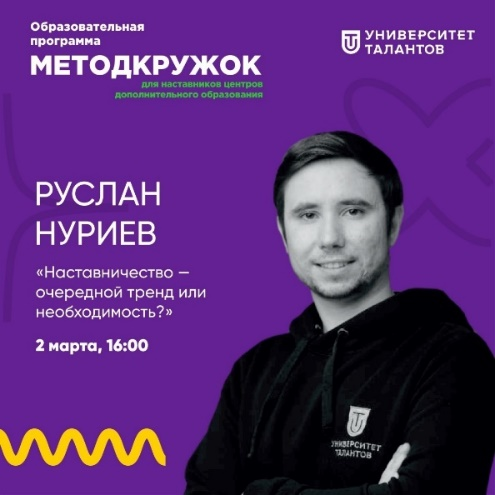 Образовательная
программа
МЕТОДКРУЖОК
для наставников центров
дополнительного образования
УНИВЕРСИТЕТ
ТАЛАНТОВ
РУСЛАН
НУРИЕВ
«Наставничество —
очередной тренд или
необходимость?»
2 марта, 16:00
УНИВЕРСИТЕТ
ТАЛАНТОВ